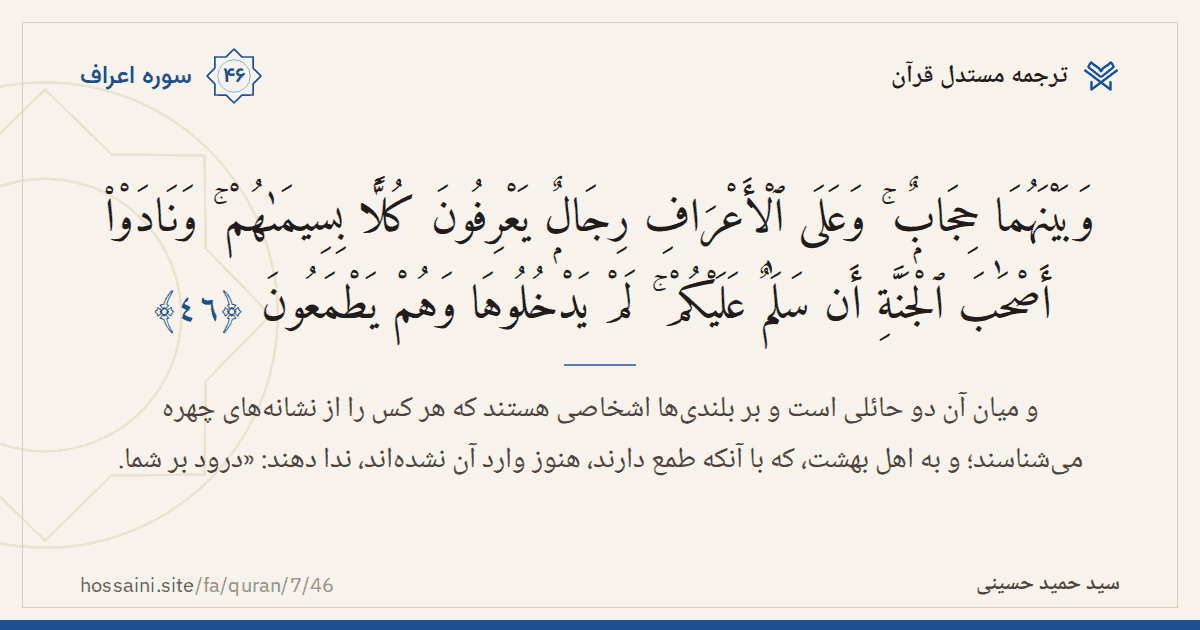 ترجمه مستدل قرآن
سوره اعراف ۴۶
وَبَيْنَهُمَا حِجَابٌۭ ۚ وَعَلَى ٱلْأَعْرَافِ رِجَالٌۭ يَعْرِفُونَ كُلًّۢا بِسِيمَىٰهُمْ ۚ وَنَادَوْا۟
أَصْحَٰبَ ٱلْجَنَّةِ أَن سَلَٰمٌ عَلَيْكُمْ ۚ لَمْ يَدْخُلُوهَا وَهُمْ يَطْمَعُونَ ﴿٤٦﴾
و میان آن دو حائلی است و بر بلندی‌ها اشخاصی هستند که هر کس را از نشانه‌های چهره
می‌شناسند؛ و به اهل بهشت، که با آنکه طمع دارند، هنوز وارد آن نشده‌اند، ندا دهند: «درود بر شما.
سید حمید حسینی
hossaini.site/fa/quran/7/46